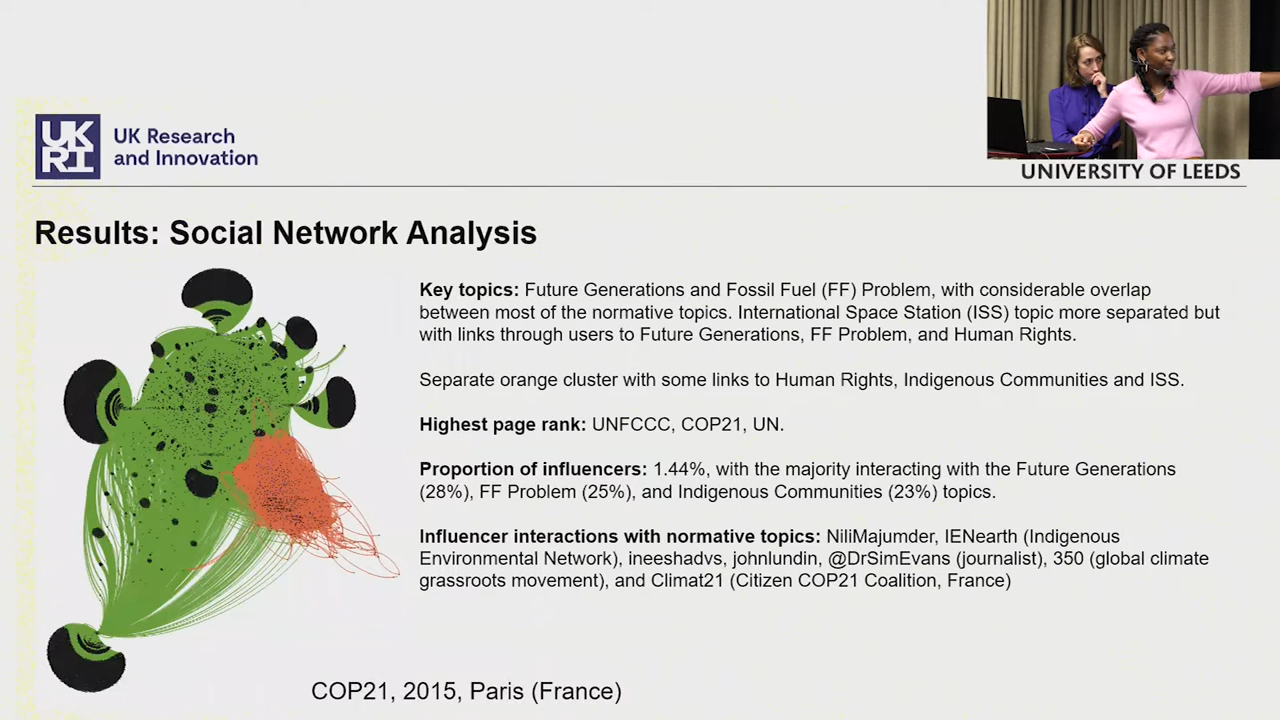 UK
RI
UK Research
and Innovation
UNIVERSITY OF LEEDS
Results: Social Network Analysis
Key topics: Future Generations and Fossil Fuel (FF) Problem, with considerable overlap
between most of the normative topics. International Space Station (ISS) topic more separated but
with links through users to Future Generations, FF Problem, and Human Rights.
Separate orange cluster with some links to Human Rights, Indigenous Communities and ISS.
Highest page rank: UNFCCC, COP21, UN.
Proportion of influencers: 1.44%, with the majority interacting with the Future Generations
(28%), FF Problem (25%), and Indigenous Communities (23%) topics.
Influencer interactions with normative topics: NiliMajumder, IENearth (Indigenous
Environmental Network), ineeshadvs, johnlundin, @DrSimEvans (journalist), 350 (global climate
grassroots movement), and Climat21 (Citizen COP21 Coalition, France)
COP21, 2015, Paris (France)